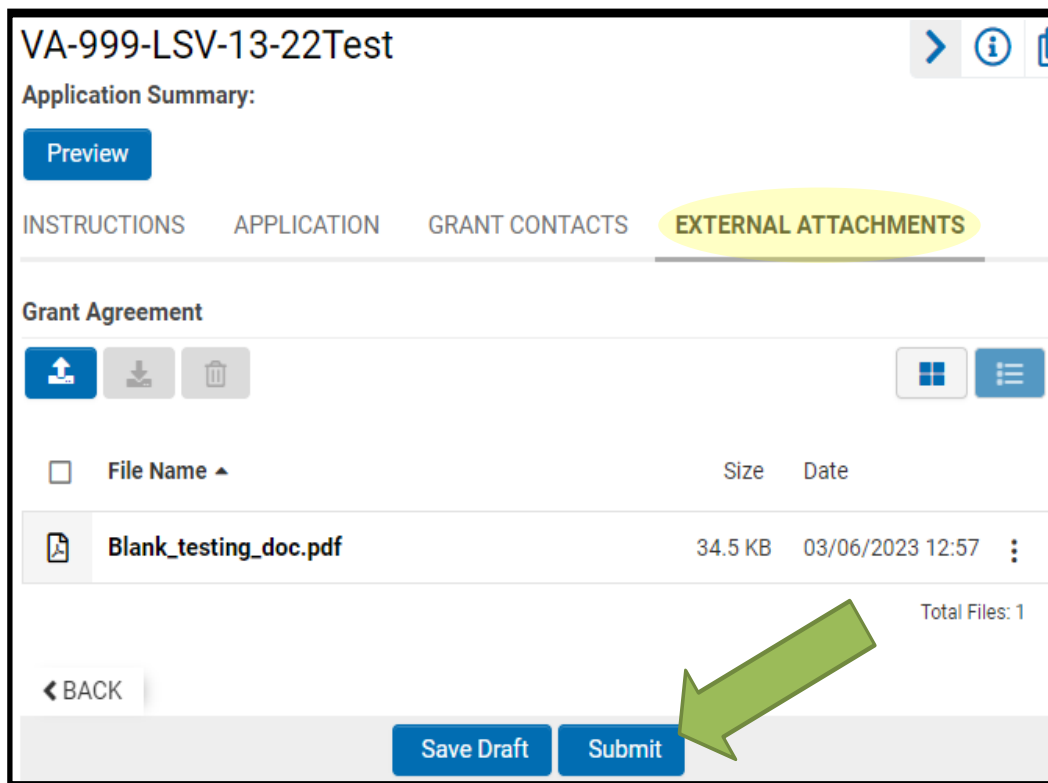 VA-999-LSV-13-22Test
Application Summary:
Preview
INSTRUCTIONS APPLICATION GRANT CONTACTS EXTERNAL ATTACHMENTS
Grant Agreement
File Name Size Date
Blank_testing_doc.pdf 34.5 KB 03/06/2023 12:57
Total Files: 1
BACK
Save Draft Submit